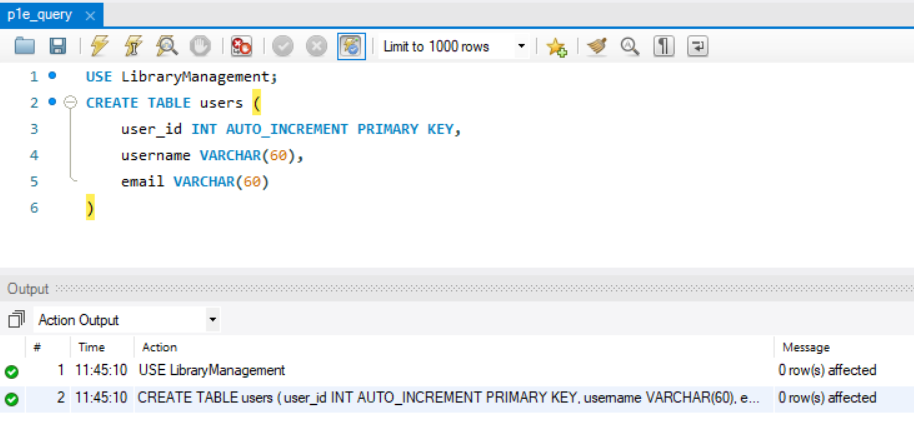 p1e_query ×
Limit to 1000 rows
1 USE LibraryManagement;
2 CREATE TABLE users (
3 user_id INT AUTO_INCREMENT PRIMARY KEY,
4 username VARCHAR(60),
5 email VARCHAR(60)
6 )
Output
Action Output
# Time Action Message
1 11:45:10 USE LibraryManagement 0 row(s) affected
2 11:45:10 CREATE TABLE users ( user_id INT AUTO_INCREMENT PRIMARY KEY, username VARCHAR(60), e... 0 row(s) affected